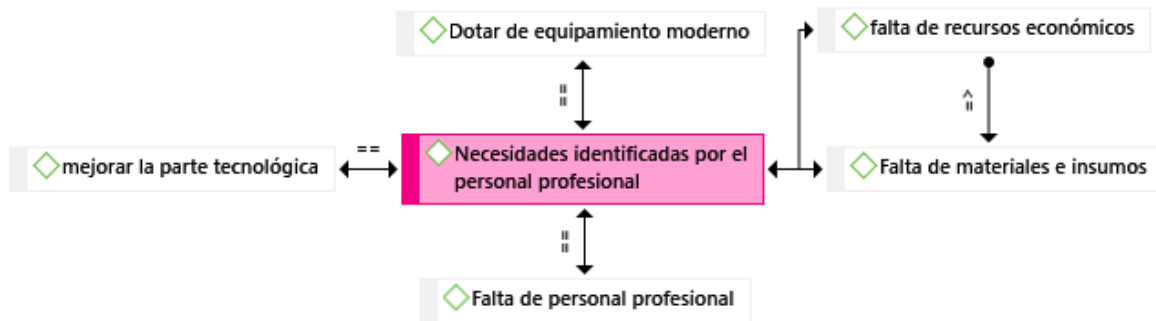 Dotar de equipamiento moderno
falta de recursos económicos
==
=>
mejorar la parte tecnológica
==
Necesidades identificadas por el
personal profesional
Falta de materiales e insumos
==
Falta de personal profesional